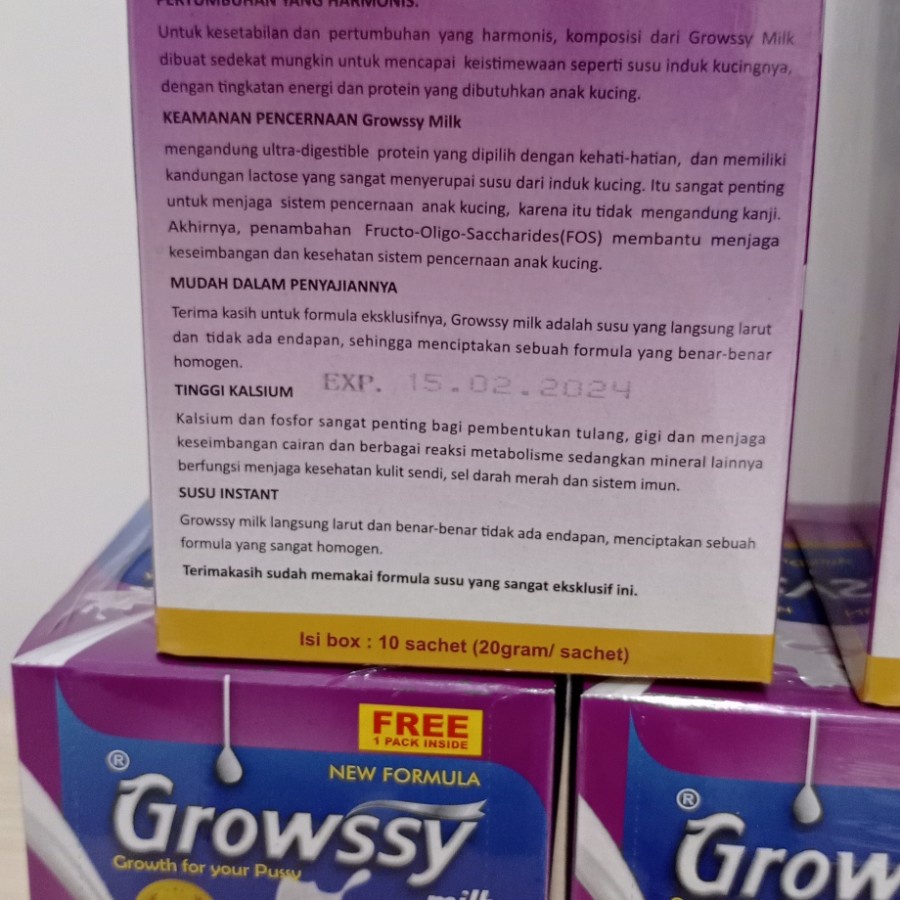 PERTUMBUHAN YANG HARMONIS.
Untuk kesetabilan dan pertumbuhan yang harmonis, komposisi dari Growssy Milk
dibuat sedekat mungkin untuk mencapai keistimewaan seperti susu induk kucingnya,
dengan tingkatan energi dan protein yang dibutuhkan anak kucing.
KEAMANAN PENCERNAAN Growssy Milk
mengandung ultra-digestible protein yang dipilih dengan kehati-hatian, dan memiliki
kandungan lactose yang sangat menyerupai susu dari induk kucing. Itu sangat penting
untuk menjaga sistem pencernaan anak kucing, karena itu tidak mengandung kanji.
Akhirnya, penambahan Fructo-Oligo-Saccharides(FOS) membantu menjaga
keseimbangan dan kesehatan sistem pencernaan anak kucing.
MUDAH DALAM PENYAJIANNYA
Terima kasih untuk formula eksklusifnya, Growssy milk adalah susu yang langsung larut
dan tidak ada endapan, sehingga menciptakan sebuah formula yang benar-benar
homogen.
EXP. 15.02.2024
TINGGI KALSIUM
Kalsium dan fosfor sangat penting bagi pembentukan tulang, gigi dan menjaga
keseimbangan cairan dan berbagai reaksi metabolisme sedangkan mineral lainnya
berfungsi menjaga kesehatan kulit sendi, sel darah merah dan sistem imun.
SUSU INSTANT
Growssy milk langsung larut dan benar-benar tidak ada endapan, menciptakan sebuah
formula yang sangat homogen.
Terimakasih sudah memakai formula susu yang sangat eksklusif ini.
Isi box : 10 sachet (20gram/ sachet)
FREE
1 PACK INSIDE
NEW FORMULA
® Growssy
Growth for your Pussy
milk
® Grow